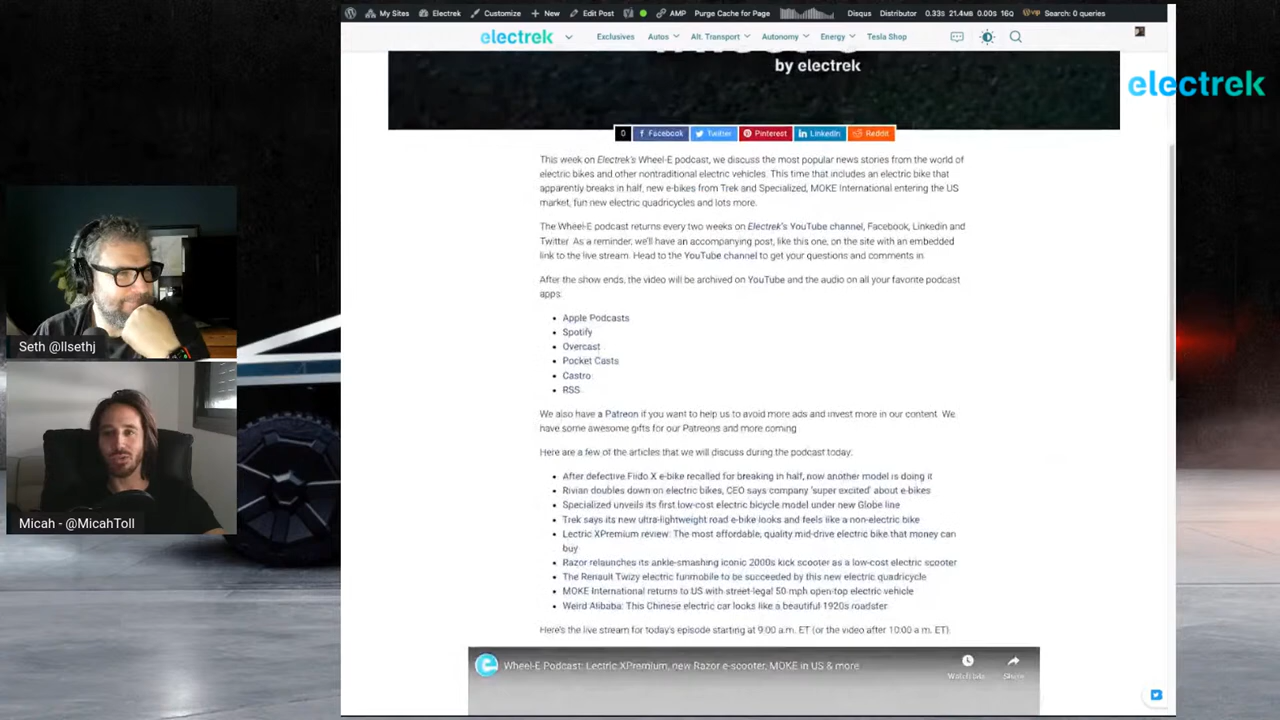 My Sites Electrek Customize New Edit Post AMP Purge Cache for Page Disqus Distributor 0.33s 21.4MB 0.00s 16Q Search: 0 queries
electrek Exclusives Autos Alt. Transport Autonomy Energy Tesla Shop
by electrek
electrek
0 Facebook Twitter Pinterest LinkedIn Reddit
This week on Electrek's Wheel-E podcast, we discuss the most popular news stories from the world of
electric bikes and other nontraditional electric vehicles. This time that includes an electric bike that
apparently breaks in half, new e-bikes from Trek and Specialized, MOKE International entering the US
market, fun new electric quadricycles and lots more.
The Wheel-E podcast returns every two weeks on Electrek's YouTube channel, Facebook, Linkedin and
Twitter. As a reminder, we'll have an accompanying post, like this one, on the site with an embedded
link to the live stream. Head to the YouTube channel to get your questions and comments in.
After the show ends, the video will be archived on YouTube and the audio on all your favorite podcast
apps:
Apple Podcasts
Spotify
Overcast
Pocket Casts
Castro
RSS
We also have a Patreon if you want to help us to avoid more ads and invest more in our content. We
have some awesome gifts for our Patreons and more coming
Here are a few of the articles that we will discuss during the podcast today:
After defective Fiido X e-bike recalled for breaking in half, now another model is doing it
Rivian doubles down on electric bikes, CEO says company 'super excited' about e-bikes
Specialized unveils its first low-cost electric bicycle model under new Globe line
Trek says its new ultra-lightweight road e-bike looks and feels like a non-electric bike
Lectric XPremium review: The most affordable, quality mid-drive electric bike that money can
buy
Razor relaunches its ankle-smashing iconic 2000s kick scooter as a low-cost electric scooter
The Renault Twizy electric funmobile to be succeeded by this new electric quadricycle
MOKE International returns to US with street-legal 50 mph open-top electric vehicle
Weird Alibaba: This Chinese electric car looks like a beautiful 1920s roadster
Here's the live stream for today's episode starting at 9:00 a.m. ET (or the video after 10:00 a.m. ET):
Wheel-E Podcast: Lectric XPremium, new Razor e-scooter, MOKE in US & more
Share
Seth @llsethj
Micah - @MicahToll